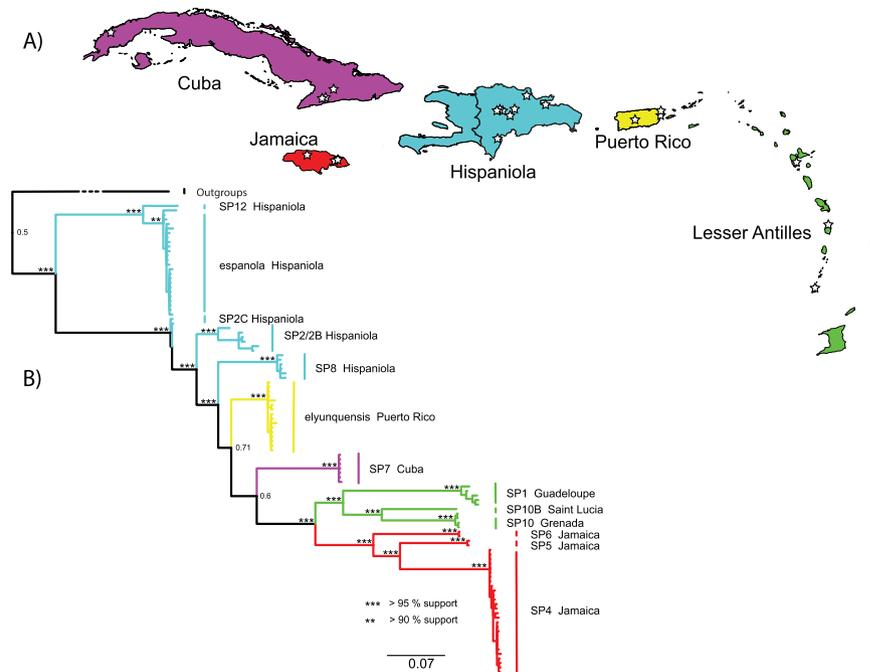 A)
Cuba
Jamaica
Hispaniola
Puerto Rico
Lesser Antilles
B)
Outgroups
0.5
*** SP12 Hispaniola
**
espanola Hispaniola
***
SP2C Hispaniola
***
*** SP2/2B Hispaniola
***
*** SP8 Hispaniola
***
*** elyunquensis Puerto Rico
0.71
*** SP7 Cuba
0.6
*** SP1 Guadeloupe
***
SP10B Saint Lucia
***
*** SP10 Grenada
***
*** SP6 Jamaica
*** SP5 Jamaica
***
***
*** SP4 Jamaica
*** > 95 % support
** > 90 % support
0.07